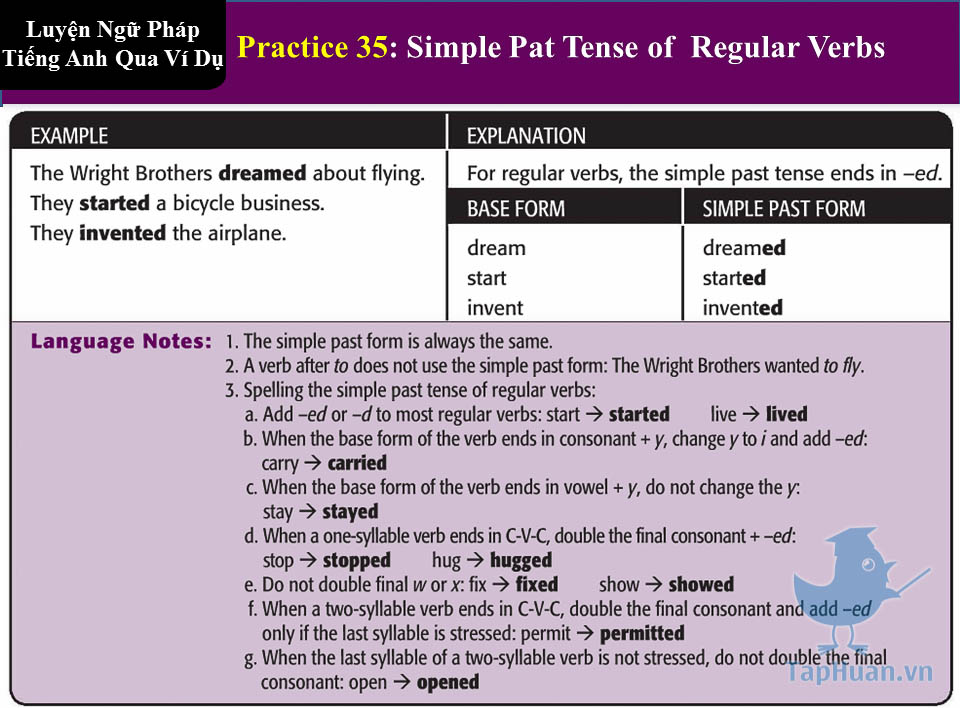 Luyện Ngữ Pháp
Tiếng Anh Qua Ví Dụ
Practice 35: Simple Pat Tense of Regular Verbs
EXAMPLE
The Wright Brothers dreamed about flying.
They started a bicycle business.
They invented the airplane.
EXPLANATION
For regular verbs, the simple past tense ends in –ed.
BASE FORM SIMPLE PAST FORM
dream dreamed
start started
invent invented
Language Notes: 1. The simple past form is always the same.
2. A verb after to does not use the simple past form: The Wright Brothers wanted to fly.
3. Spelling the simple past tense of regular verbs:
a. Add –ed or –d to most regular verbs: start → started live → lived
b. When the base form of the verb ends in consonant + y, change y to i and add –ed:
carry → carried
c. When the base form of the verb ends in vowel + y, do not change the y:
stay → stayed
d. When a one-syllable verb ends in C-V-C, double the final consonant + –ed:
stop → stopped hug → hugged
e. Do not double final w or x: fix → fixed show → showed
f. When a two-syllable verb ends in C-V-C, double the final consonant and add –ed
only if the last syllable is stressed: permit → permitted
g. When the last syllable of a two-syllable verb is not stressed, do not double the final
consonant: open → opened
TapHuan.vn